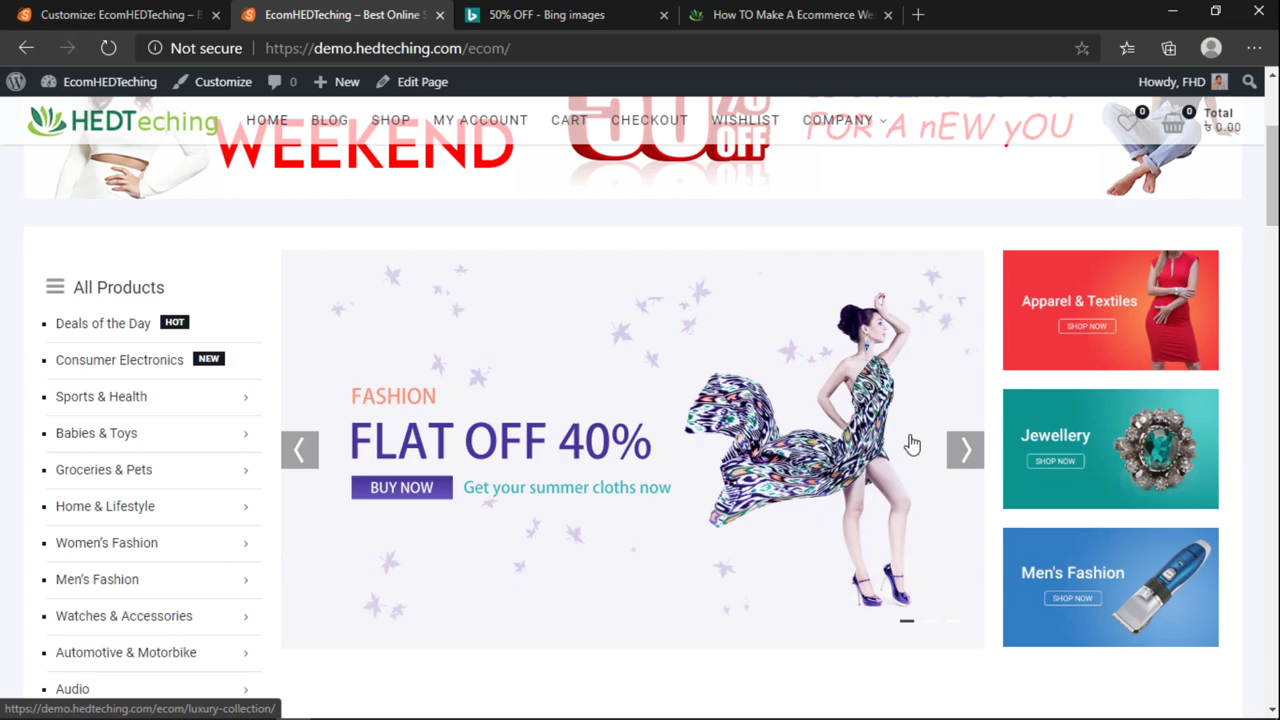 Customize: EcomHEDTeching – B
EcomHEDTeching – Best Online S
50% OFF - Bing images
How TO Make A Ecommerce We
Not secure
https://demo.hedteching.com/ecom/
EcomHEDTeching
Customize
0
New
Edit Page
Howdy, FHD
HEDTeching
HOME
BLOG
SHOP
MY ACCOUNT
CART
CHECKOUT
WISHLIST
COMPANY
0
0
Total
৳ 0.00
WEEKEND
50%
OFF
FOR A nEW yOU
All Products
Deals of the Day HOT
Consumer Electronics NEW
Sports & Health
Babies & Toys
Groceries & Pets
Home & Lifestyle
Women's Fashion
Men's Fashion
Watches & Accessories
Automotive & Motorbike
Audio
FASHION
FLAT OFF 40%
BUY NOW Get your summer cloths now
Apparel & Textiles
SHOP NOW
Jewellery
SHOP NOW
Men's Fashion
SHOP NOW
https://demo.hedteching.com/ecom/luxury-collection/